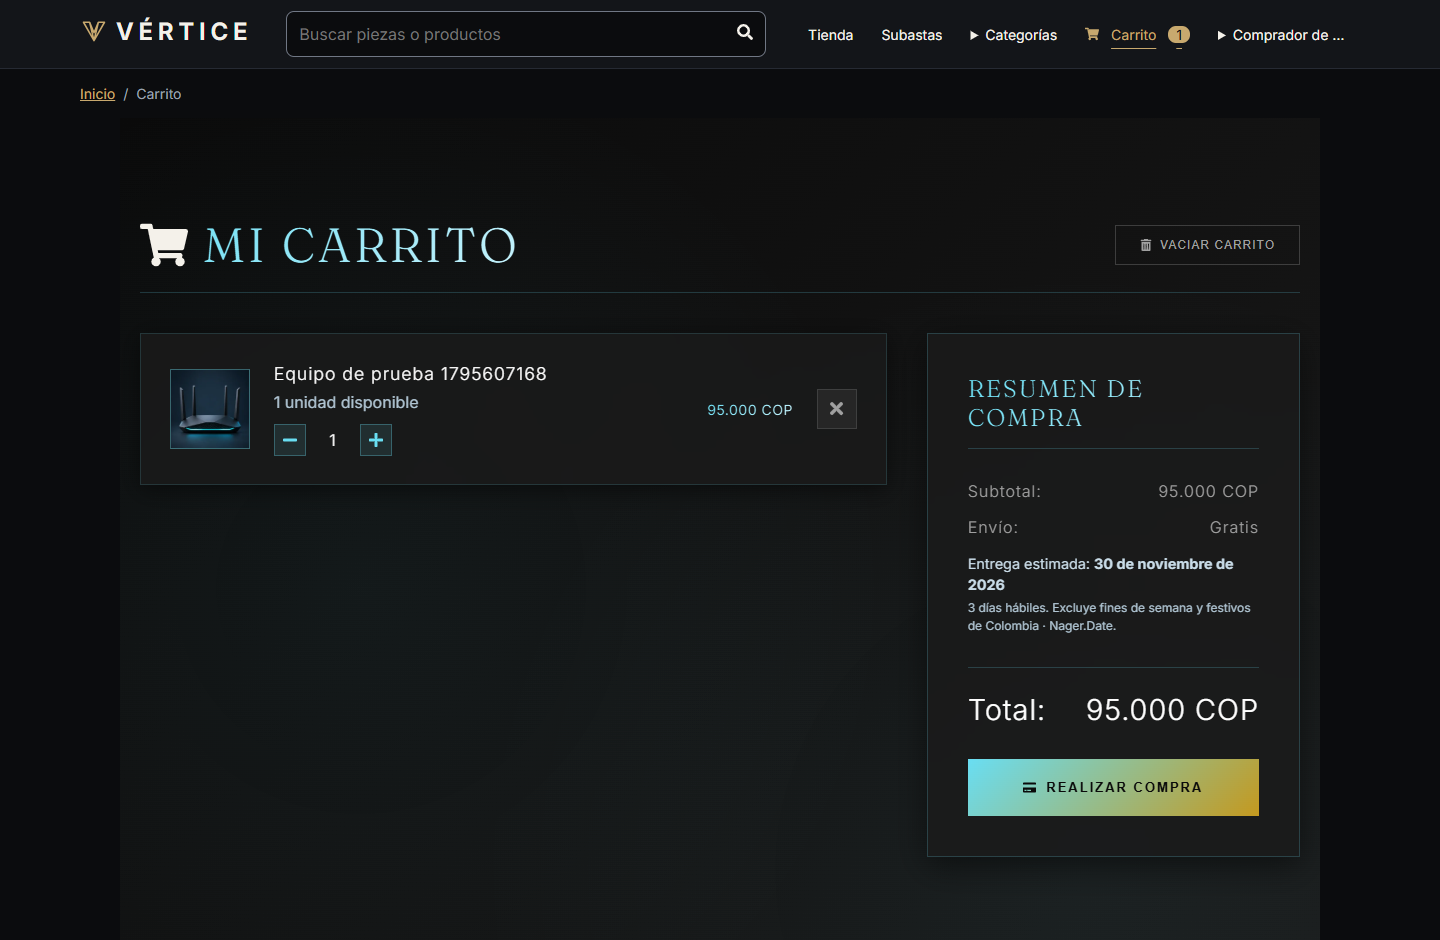 VÉRTICE
Buscar piezas o productos
Tienda
Subastas
Categorías
Carrito 1
Comprador de ...
Inicio / Carrito
MI CARRITO
VACIAR CARRITO
Equipo de prueba 1795607168
1 unidad disponible
1
95.000 COP
RESUMEN DE
COMPRA
Subtotal: 95.000 COP
Envío: Gratis
Entrega estimada: 30 de noviembre de
2026
3 días hábiles. Excluye fines de semana y festivos
de Colombia · Nager.Date.
Total: 95.000 COP
REALIZAR COMPRA